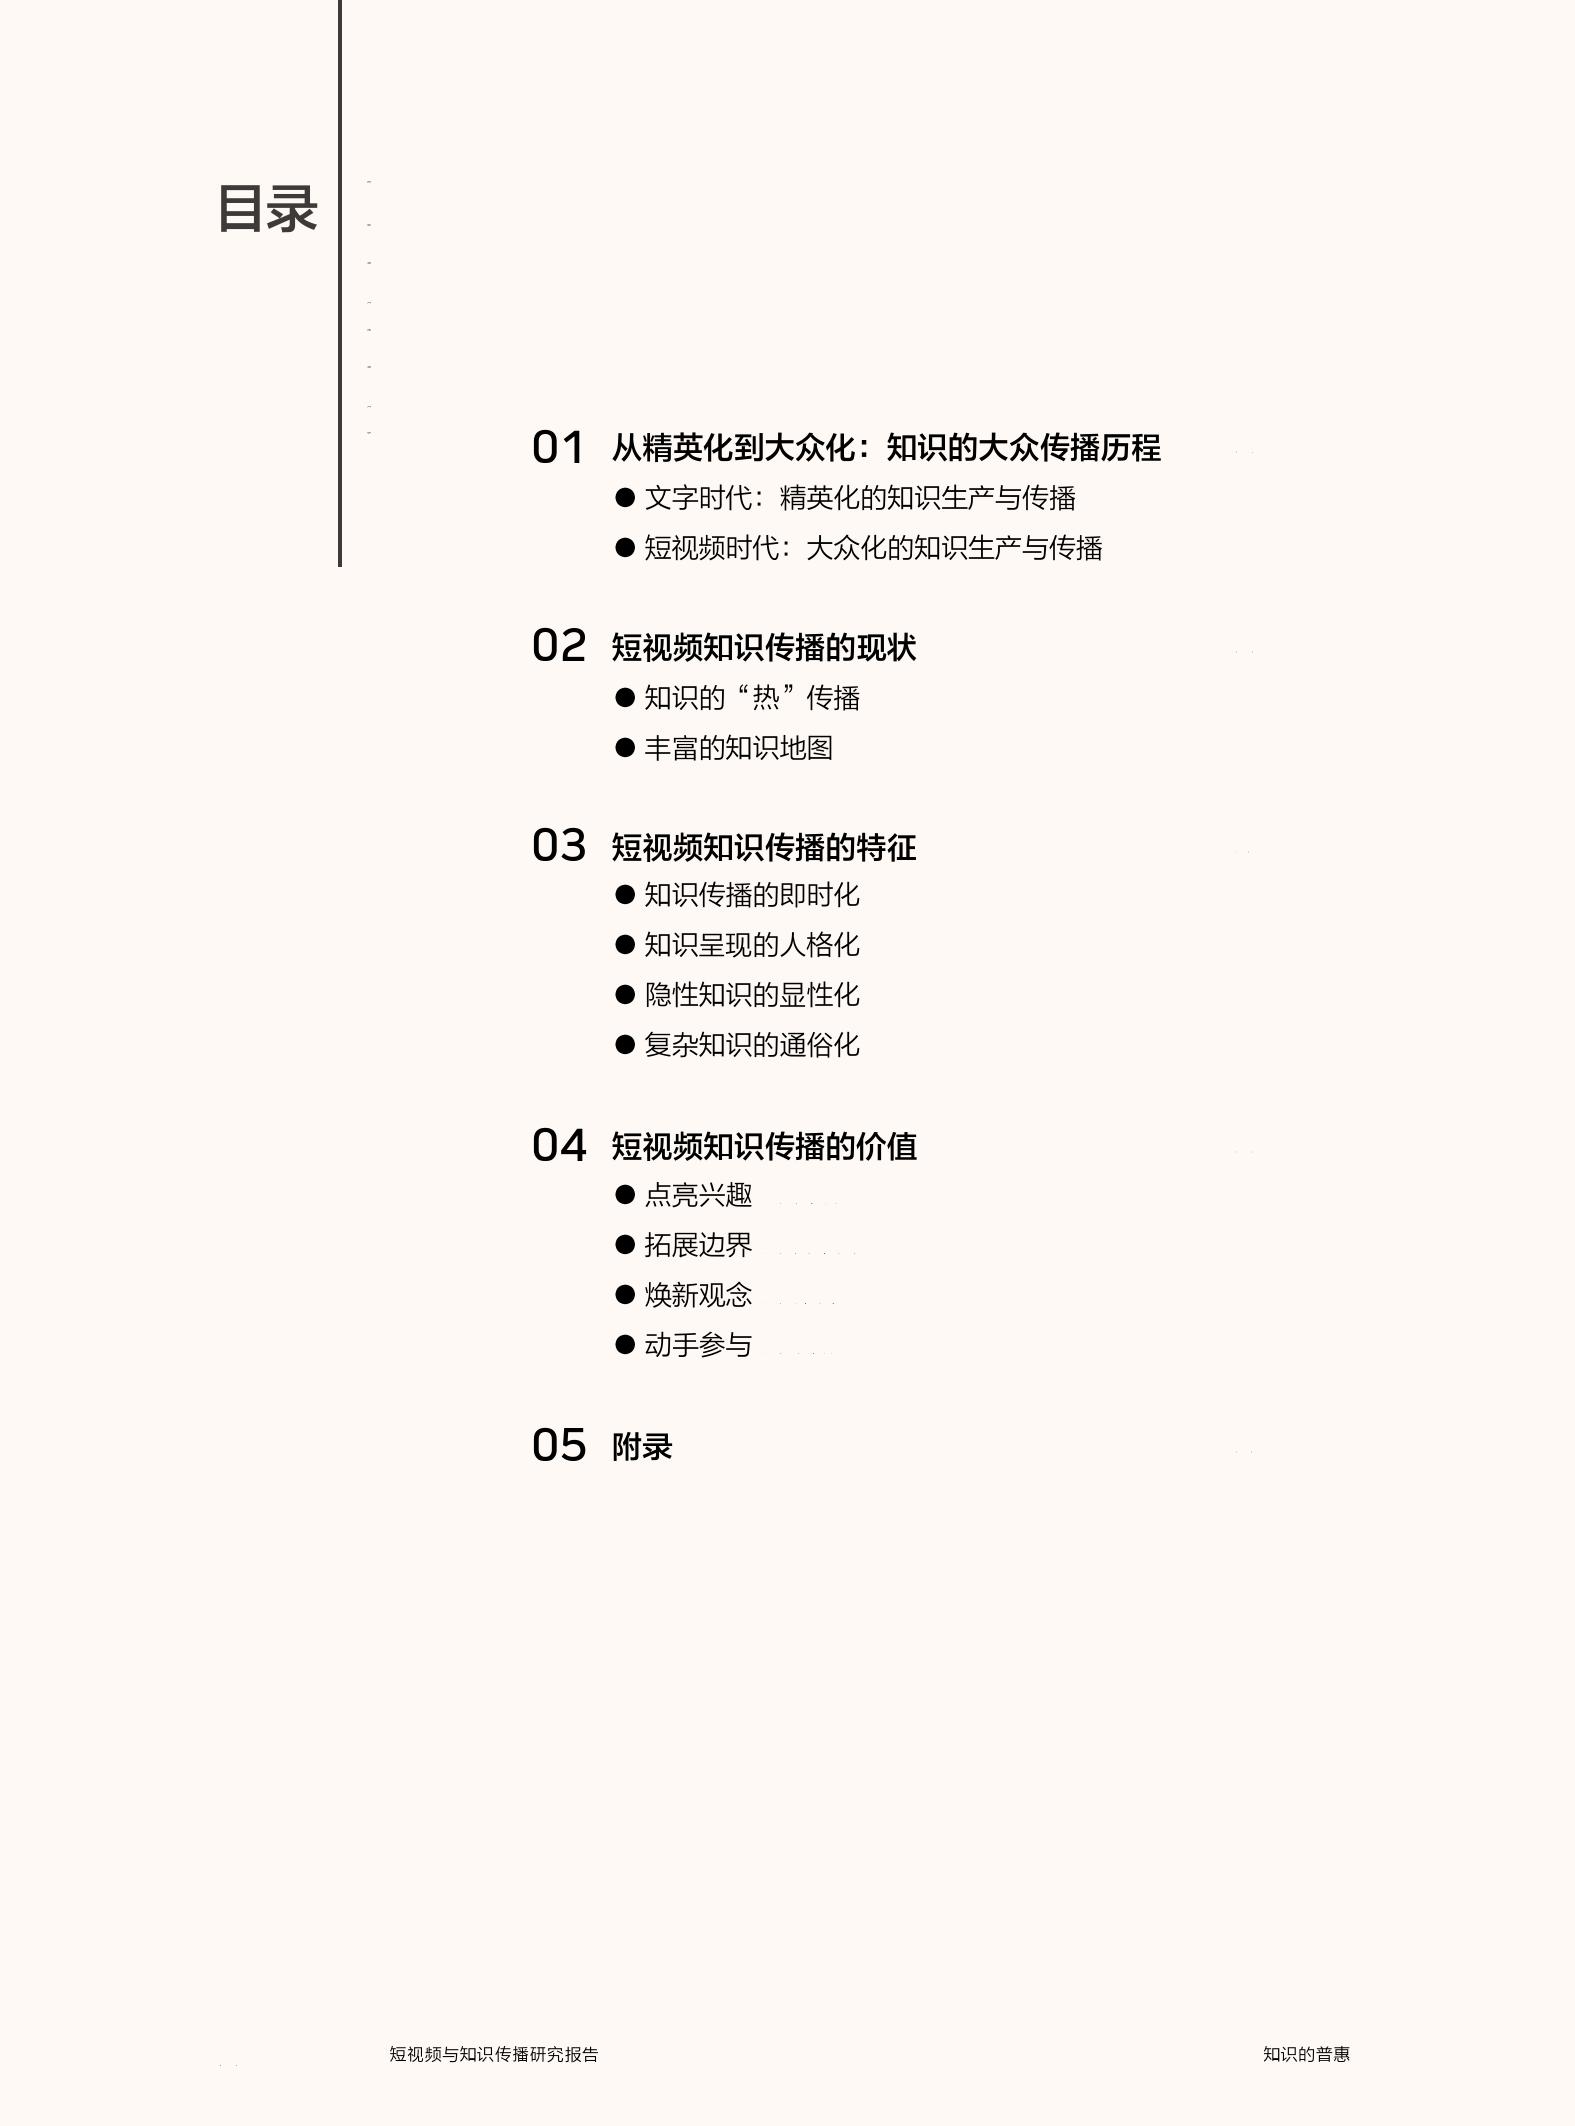 目录
01 从精英化到大众化：知识的大众传播历程
● 文字时代：精英化的知识生产与传播
● 短视频时代：大众化的知识生产与传播
02 短视频知识传播的现状
● 知识的“热”传播
● 丰富的知识地图
03 短视频知识传播的特征
● 知识传播的即时化
● 知识呈现的人格化
● 隐性知识的显性化
● 复杂知识的通俗化
04 短视频知识传播的价值
● 点亮兴趣
● 拓展边界
● 焕新观念
● 动手参与
05 附录
短视频与知识传播研究报告
知识的普惠